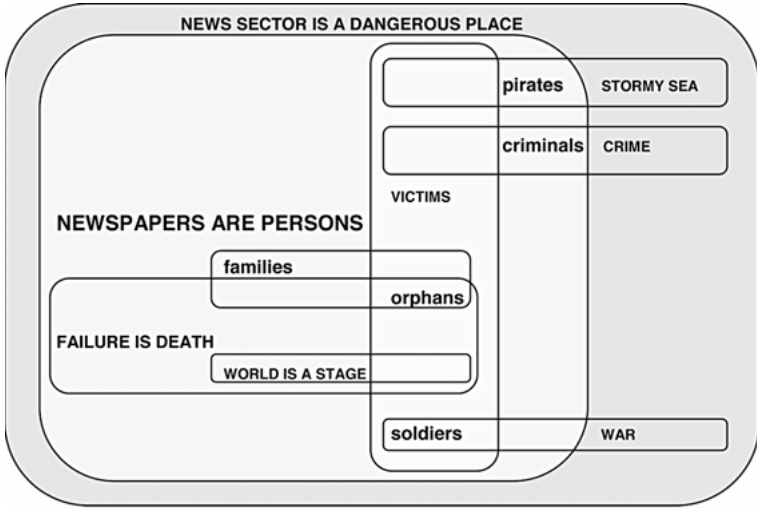 NEWS SECTOR IS A DANGEROUS PLACE
pirates STORMY SEA
criminals CRIME
VICTIMS
NEWSPAPERS ARE PERSONS
families
orphans
FAILURE IS DEATH
WORLD IS A STAGE
soldiers WAR